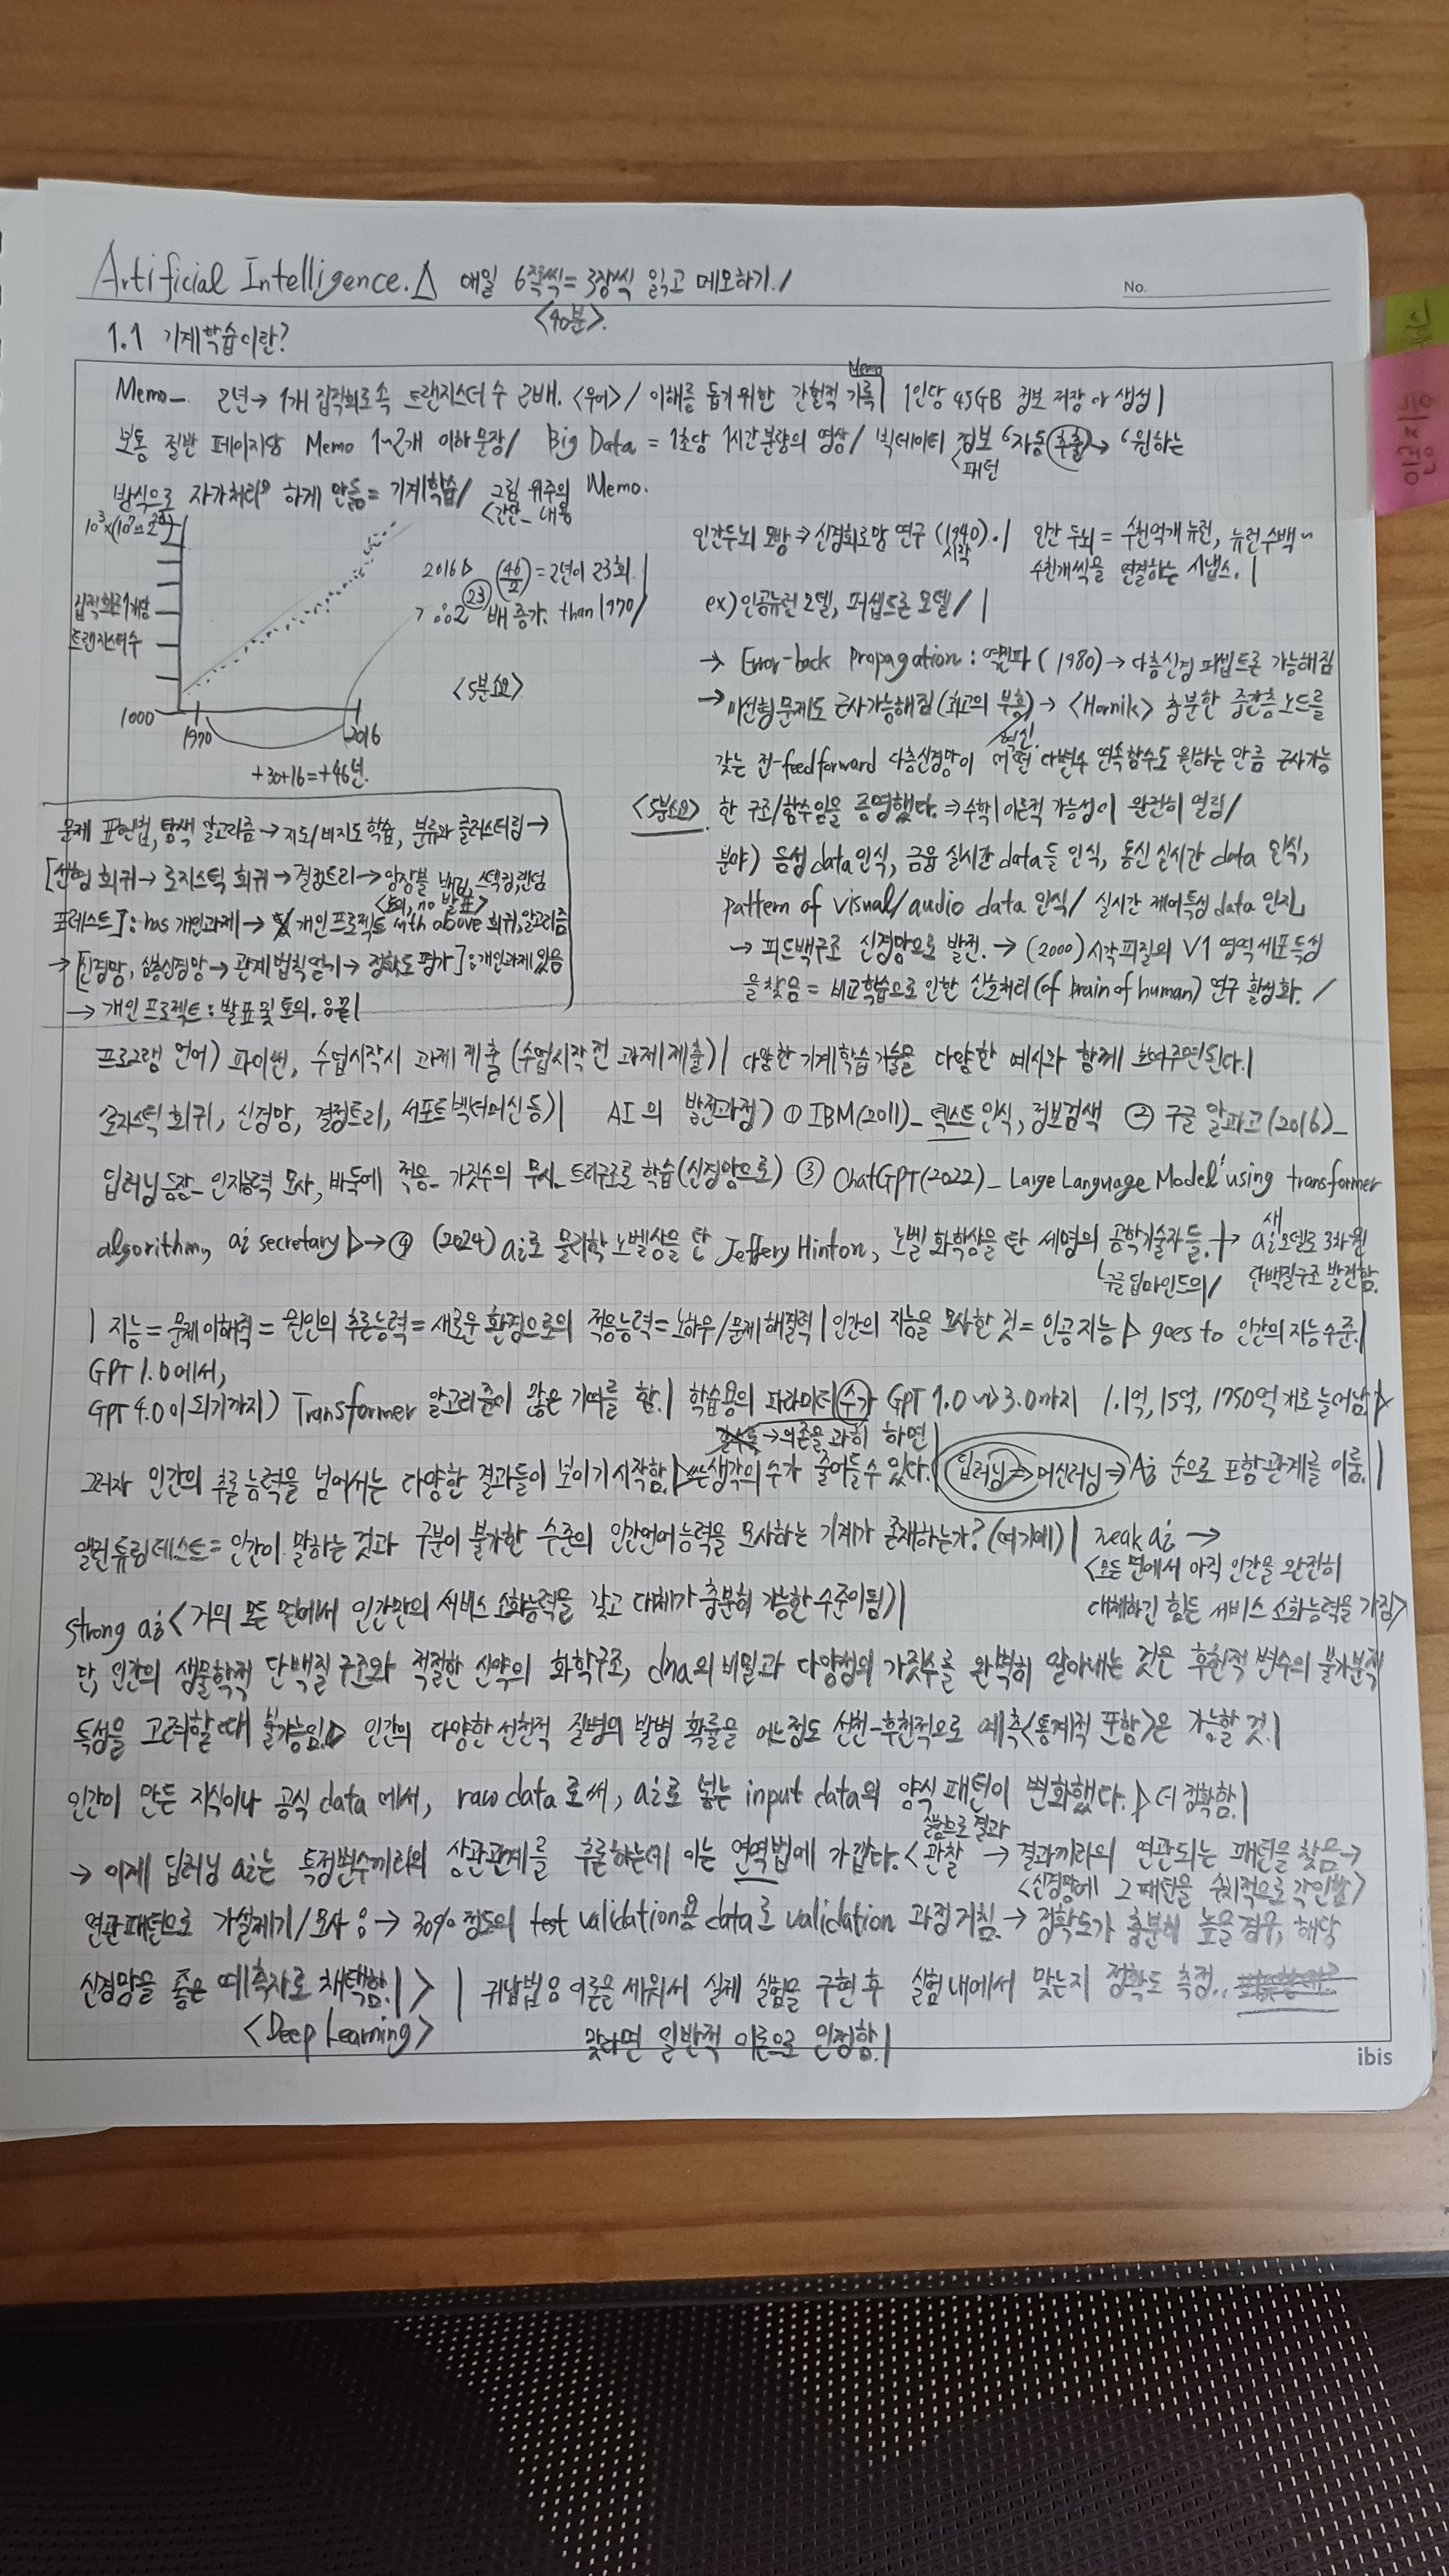 Artificial Intelligence. △ 매일 6쪽씩=3장씩 읽고 메모하기./
<40분>.
No.
1.1 기계학습이란?
Memo_ 2년→ 1개 집적회로 속 트랜지스터 수 2배. <무어> / 이해를 돕기 위한 간헐적 기록| 1인당 45GB 정보 저장 및 생성|
Memo
보통 절반 페이지당 Memo 1~2개 이하 문장/ Big Data = 1초당 1시간 분량의 영상/ 빅데이터 정보 자동 추출→ 원하는
<패턴
방식으로 자가처리 하게 만듦= 기계학습/ 그림 위주의 Memo.
<간단_ 내용
집적회로 1개당
트랜지스터 수
1000
1970
2016
+30+16=+46년.
2016▷ (46/2)=2년이 23회.|
∴2^23 배 증가. than 1970/
<5분 소요>
인간두뇌 모방 ⇒ 신경회로망 연구 (1940).| 인간 두뇌 = 수천억개 뉴런, 뉴런 수백~
시작
수천개씩을 연결하는 시냅스.|
ex) 인공뉴런 모델, 퍼셉트론 모델/ |
→ Error-back Propagation: 역전파 (1980) → 다층신경 퍼셉트론 가능해짐
→ 비선형문제도 근사가능해짐 (최고의 부흥) → <Hornik> 충분한 중간층 노드를
혁신.
갖는 전-feedforward 다층신경망이 어떤 다변수 연속함수도 원하는 만큼 근사가능
<5분소요> 한 구조/함수임을 증명했다. ⇒ 수학| 이론적 가능성이 완전히 열림/
분야) 음성 data 인식, 금융 실시간 data들 인식, 통신 실시간 data 인식,
pattern of visual/audio data 인식/ 실시간 제어특성 data 인지|
→ 피드백구조 신경망으로 발전. → (2000) 시각피질의 V1 영역 세포 특성
을 찾음 = 비교학습으로 인한 신호처리 (of brain of human) 연구 활성화. /
문제 표현법, 탐색 알고리즘 → 지도/비지도 학습, 분류와 클러스터링 →
[선형 회귀 → 로지스틱 회귀 → 결정트리 → 앙상블 배깅, 스택킹, 랜덤
<토의, no 발표>
포레스트]: has 개인과제| → 개인 프로젝트 with above 회귀, 알고리즘
→ [신경망, 심층신경망 → 관계 법칙 얻기 → 정확도 평가]: 개인과제 있음
→ 개인 프로젝트: 발표 및 토의. 끝|
프로그램 언어) 파이썬, 수업시작시 과제 제출 (수업시작 전 과제 제출)| 다양한 기계학습 기술을 다양한 예시와 함께 보여주면 된다.|
로지스틱 회귀, 신경망, 결정트리, 서포트벡터머신 등)| AI의 발전과정) ① IBM(2011)_ 텍스트 인식, 정보검색 ② 구글 알파고 (2016)_
딥러닝 등장_ 인지능력 모사, 바둑에 적응_ 가짓수의 무사_ 트리구조로 학습 (신경망으로) ③ ChatGPT (2022)_ Large Language Model using transformer
algorithm, ai secretary ▷→ ④ (2024) ai로 물리학 노벨상을 탄 Jeffery Hinton, 노벨 화학상을 탄 세명의 공학기술자들. → 새 ai 모델로 3차원
구글 딥마인드의/ 단백질구조 발견함.
| 지능 = 문제 이해력 = 원인의 추론능력 = 새로운 환경으로의 적응능력 = 노하우/문제 해결력 | 인간의 지능을 모사한 것 = 인공지능 ▷ goes to 인간의 지능 수준.|
GPT 1.0에서,
GPT 4.0이 되기까지) Transformer 알고리즘이 많은 기여를 함.| 학습용의 파라미터 수가 GPT 1.0~3.0까지 1.1억, 15억, 1750억 개로 늘어남.▷
→ 의존을 과히 하면|
그러자 인간의 추론능력을 넘어서는 다양한 결과들이 보이기 시작함.▷ 생각의 수가 줄어들 수 있다.| 딥러닝 ⇒ 머신러닝 ⇒ Ai 순으로 포함관계를 이룸.|
앨런 튜링테스트 = 인간이 말하는 것과 구분이 불가한 수준의 인간언어능력을 모사하는 기계가 존재하는가? (여기에)| weak ai →
<모든 면에서 아직 인간을 완전히
대체하긴 힘든 서비스 소화능력을 가짐>
strong ai < 거의 모든 면에서 인간만의 서비스 소화능력을 갖고 대체가 충분히 가능한 수준이 됨)|
단, 인간의 생물학적 단백질 구조와 적절한 신약의 화학구조, dna의 비밀과 다양성의 가짓수를 완벽히 알아내는 것은 후천적 변수의 불가분적
특성을 고려할 때 불가능함.▷ 인간의 다양한 선천적 질병의 발병 확률을 어느정도 선천-후천적으로 예측 <통계적 포함>은 가능할 것.|
인간이 만든 지식이나 공식 data에서, raw data로써, ai로 넣는 input data의 양식 패턴이 변화했다. ▷ 더 정확함.|
실험으로 결과
→ 이제 딥러닝 ai는 특정변수끼리의 상관관계를 추론하는데 이는 연역법에 가깝다. < 관찰 → 결과끼리의 연관되는 패턴을 찾음 →
<신경망에 그 패턴을 수치적으로 각인함>
연관패턴으로 가설제기/모사 → 30% 정도의 test validation용 data로 validation 과정 거침. → 정확도가 충분히 높을 경우, 해당
신경망을 좋은 예측자로 채택함.|> | 귀납법: 이론을 세워서 실제 실험을 구현 후 실험 내에서 맞는지 정확도 측정..
<Deep Learning>
맞다면 일반적 이론으로 인정함.|
ibis
인공지능